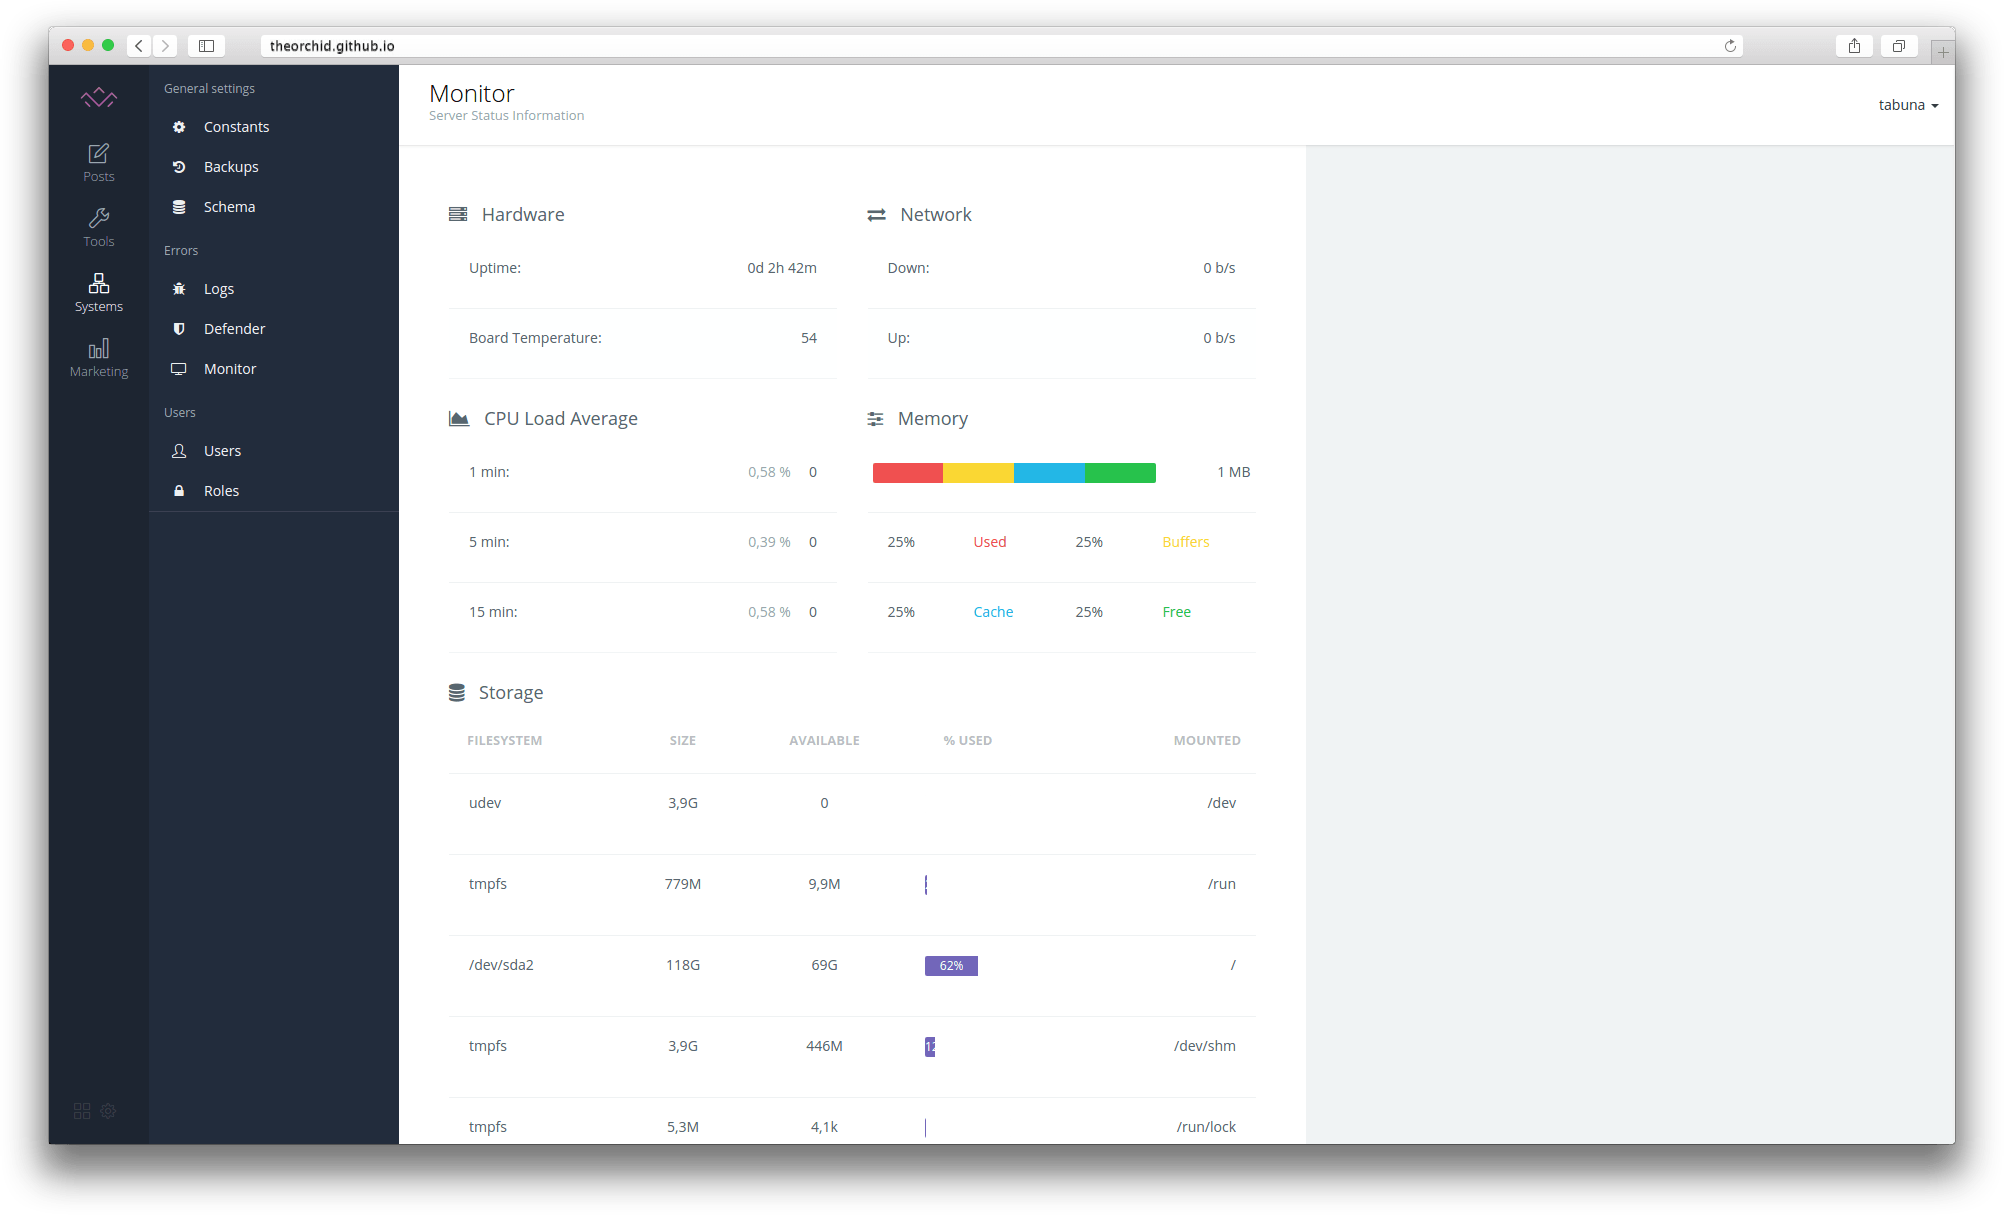 theorchid.github.io
Posts
Tools
Systems
Marketing
General settings
Constants
Backups
Schema
Errors
Logs
Defender
Monitor
Users
Users
Roles
Monitor
Server Status Information
tabuna
Hardware
Uptime: 0d 2h 42m
Board Temperature: 54
Network
Down: 0 b/s
Up: 0 b/s
CPU Load Average
1 min: 0,58 % 0
5 min: 0,39 % 0
15 min: 0,58 % 0
Memory
1 MB
25% Used 25% Buffers
25% Cache 25% Free
Storage
FILESYSTEM SIZE AVAILABLE % USED MOUNTED
udev 3,9G 0 /dev
tmpfs 779M 9,9M /run
/dev/sda2 118G 69G 62% /
tmpfs 3,9G 446M 12 /dev/shm
tmpfs 5,3M 4,1k /run/lock